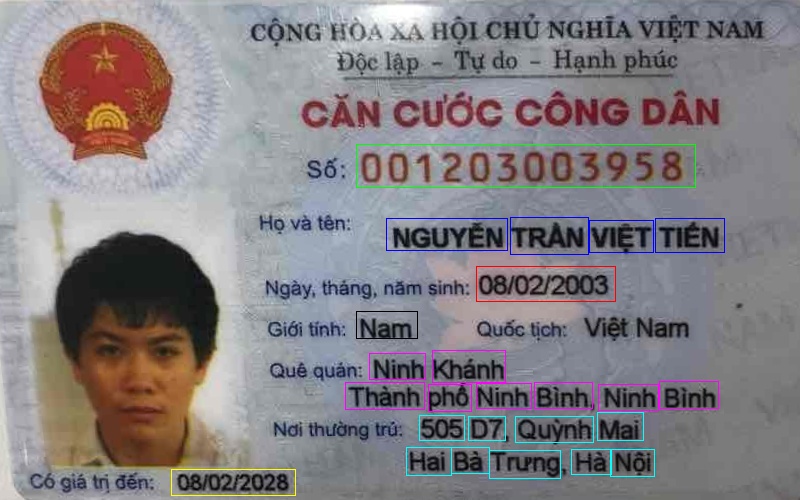 CỘNG HÒA XÃ HỘI CHỦ NGHĨA VIỆT NAM
Độc lập - Tự do - Hạnh phúc
CĂN CƯỚC CÔNG DÂN
Số: 001203003958
Họ và tên: NGUYỄN TRẦN VIỆT TIẾN
Ngày, tháng, năm sinh: 08/02/2003
Giới tính: Nam Quốc tịch: Việt Nam
Quê quán: Ninh Khánh
Thành phố Ninh Bình, Ninh Bình
Nơi thường trú: 505 D7, Quỳnh Mai
Hai Bà Trưng, Hà Nội
Có giá trị đến: 08/02/2028